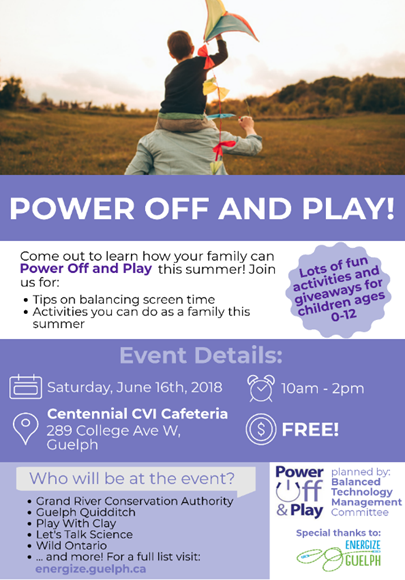 POWER OFF AND PLAY!
Come out to learn how your family can
Power Off and Play this summer! Join
us for:
• Tips on balancing screen time
• Activities you can do as a family this
summer
Lots of fun
activities and
giveaways for
children ages
0-12
Event Details:
Saturday, June 16th, 2018
10am - 2pm
Centennial CVI Cafeteria
289 College Ave W,
Guelph
$
FREE!
Who will be at the event?
• Grand River Conservation Authority
• Guelph Quidditch
• Play With Clay
• Let's Talk Science
• Wild Ontario
• ... and more! For a full list visit:
energize.guelph.ca
Power
Off
& Play
planned by:
Balanced
Technology
Management
Committee
Special thanks to:
ENERGIZE
GUELPH